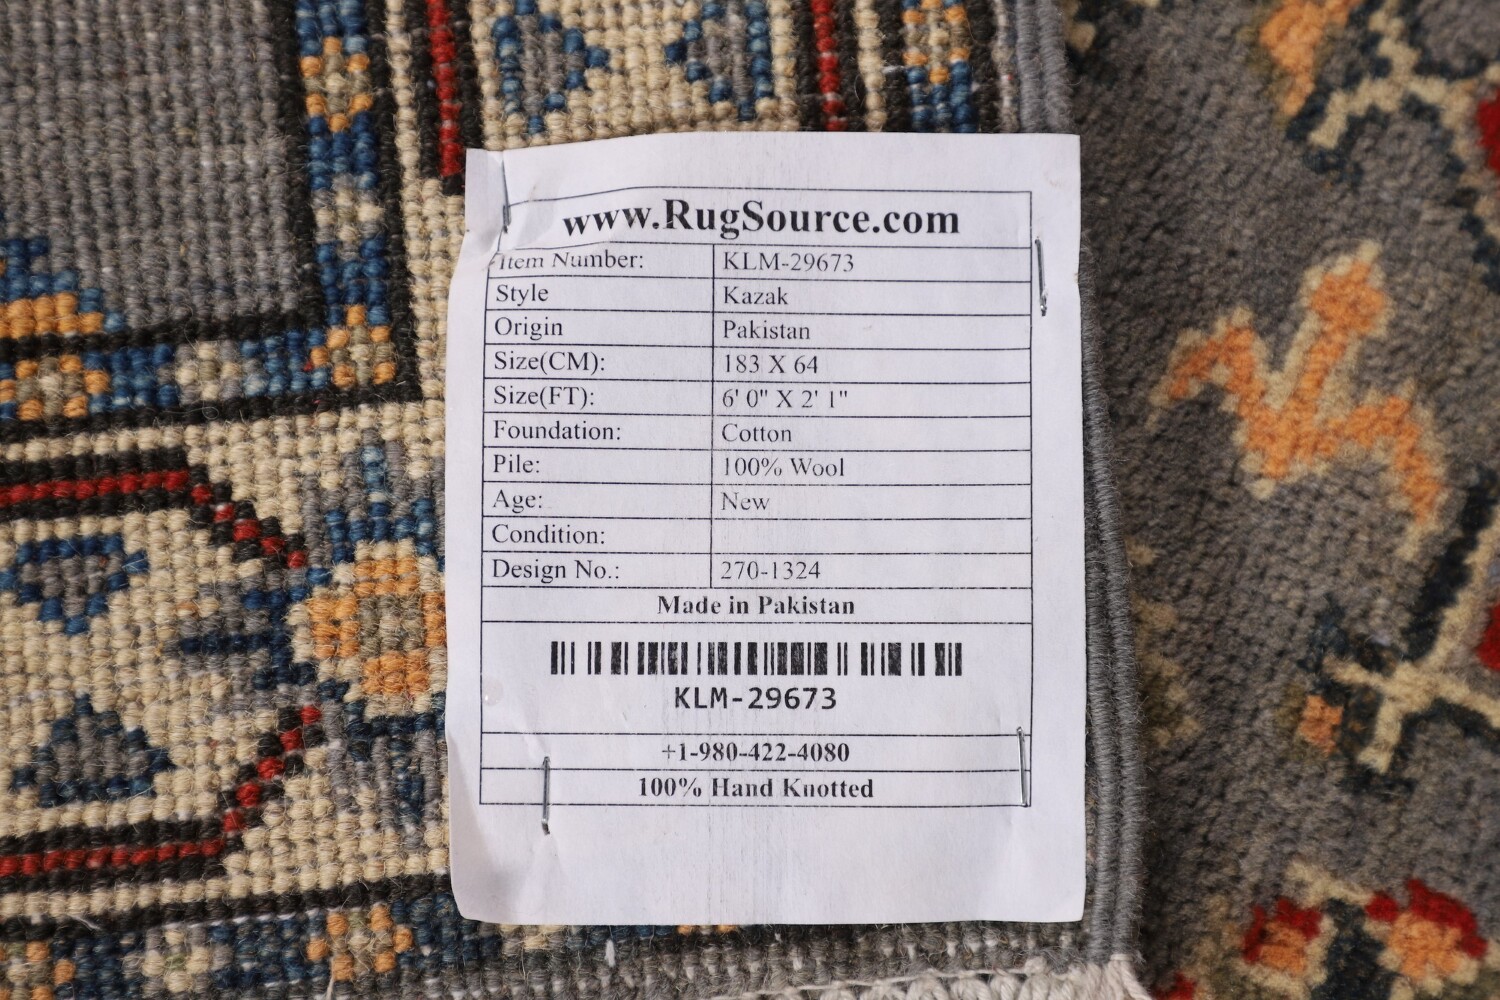 www.RugSource.com
Item Number: KLM-29673
Style Kazak
Origin Pakistan
Size(CM): 183 X 64
Size(FT): 6' 0" X 2' 1"
Foundation: Cotton
Pile: 100% Wool
Age: New
Condition:
Design No.: 270-1324
Made in Pakistan
KLM-29673
+1-980-422-4080
100% Hand Knotted